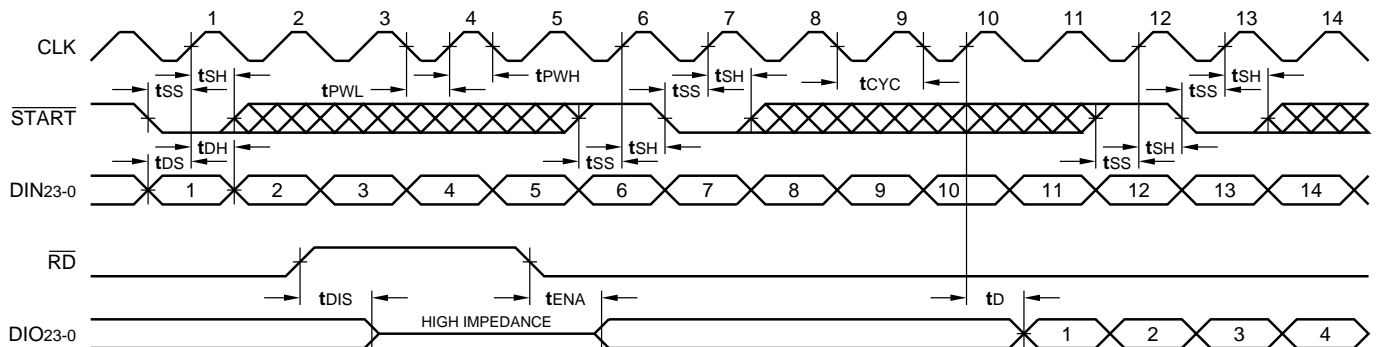 1 2 3 4 5 6 7 8 9 10 11 12 13 14
CLK
tSH tPWH tSH tSH
tSS tPWL tSS tCYC tSS
START
tDH tSH tSH
tDS tSS tSS
DIN23-0 1 2 3 4 5 6 7 8 9 10 11 12 13 14
RD
tDIS tENA tD
HIGH IMPEDANCE
DIO23-0 1 2 3 4